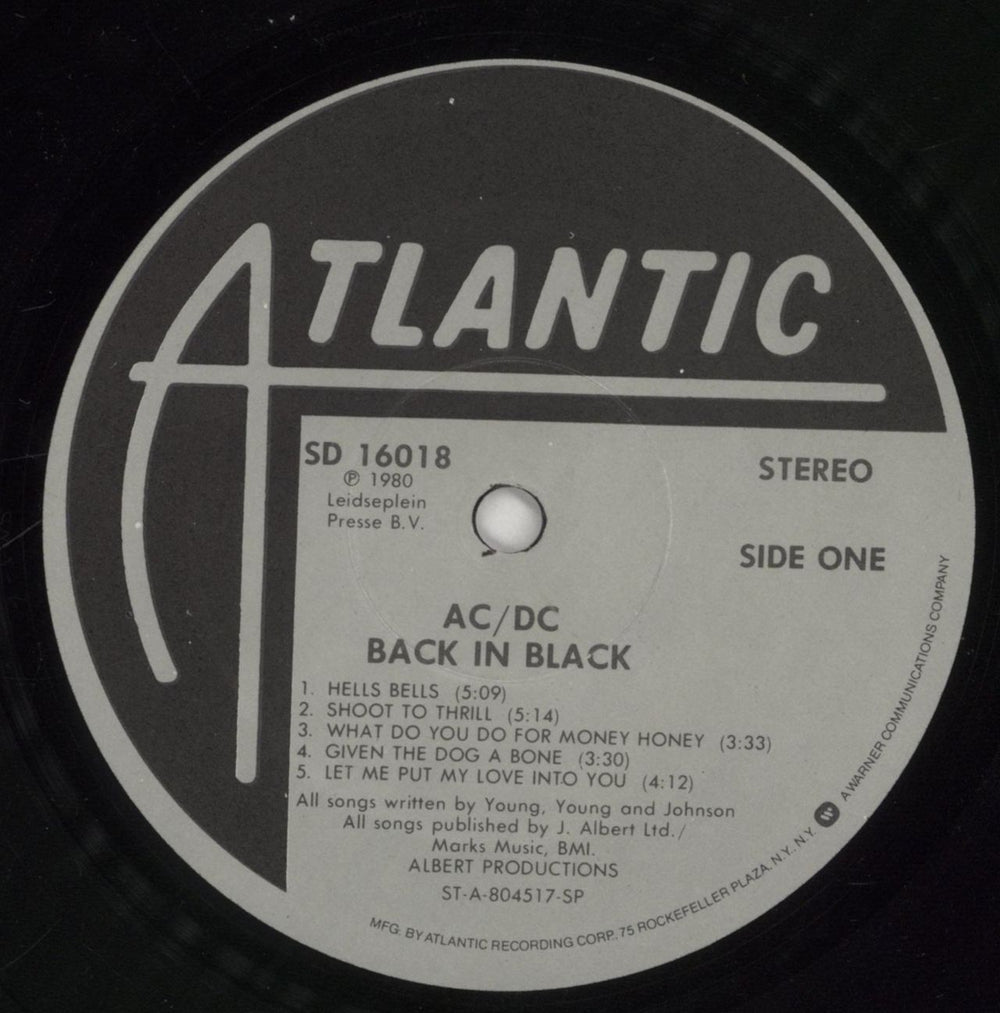 ATLANTIC
SD 16018
℗ 1980
Leidseplein
Presse B.V.
STEREO
SIDE ONE
AC/DC
BACK IN BLACK
1. HELLS BELLS (5:09)
2. SHOOT TO THRILL (5:14)
3. WHAT DO YOU DO FOR MONEY HONEY (3:33)
4. GIVEN THE DOG A BONE (3:30)
5. LET ME PUT MY LOVE INTO YOU (4:12)
All songs written by Young, Young and Johnson
All songs published by J. Albert Ltd./
Marks Music, BMI.
ALBERT PRODUCTIONS
ST-A-804517-SP
MFG. BY ATLANTIC RECORDING CORP., 75 ROCKEFELLER PLAZA, N.Y., N.Y. A WARNER COMMUNICATIONS COMPANY